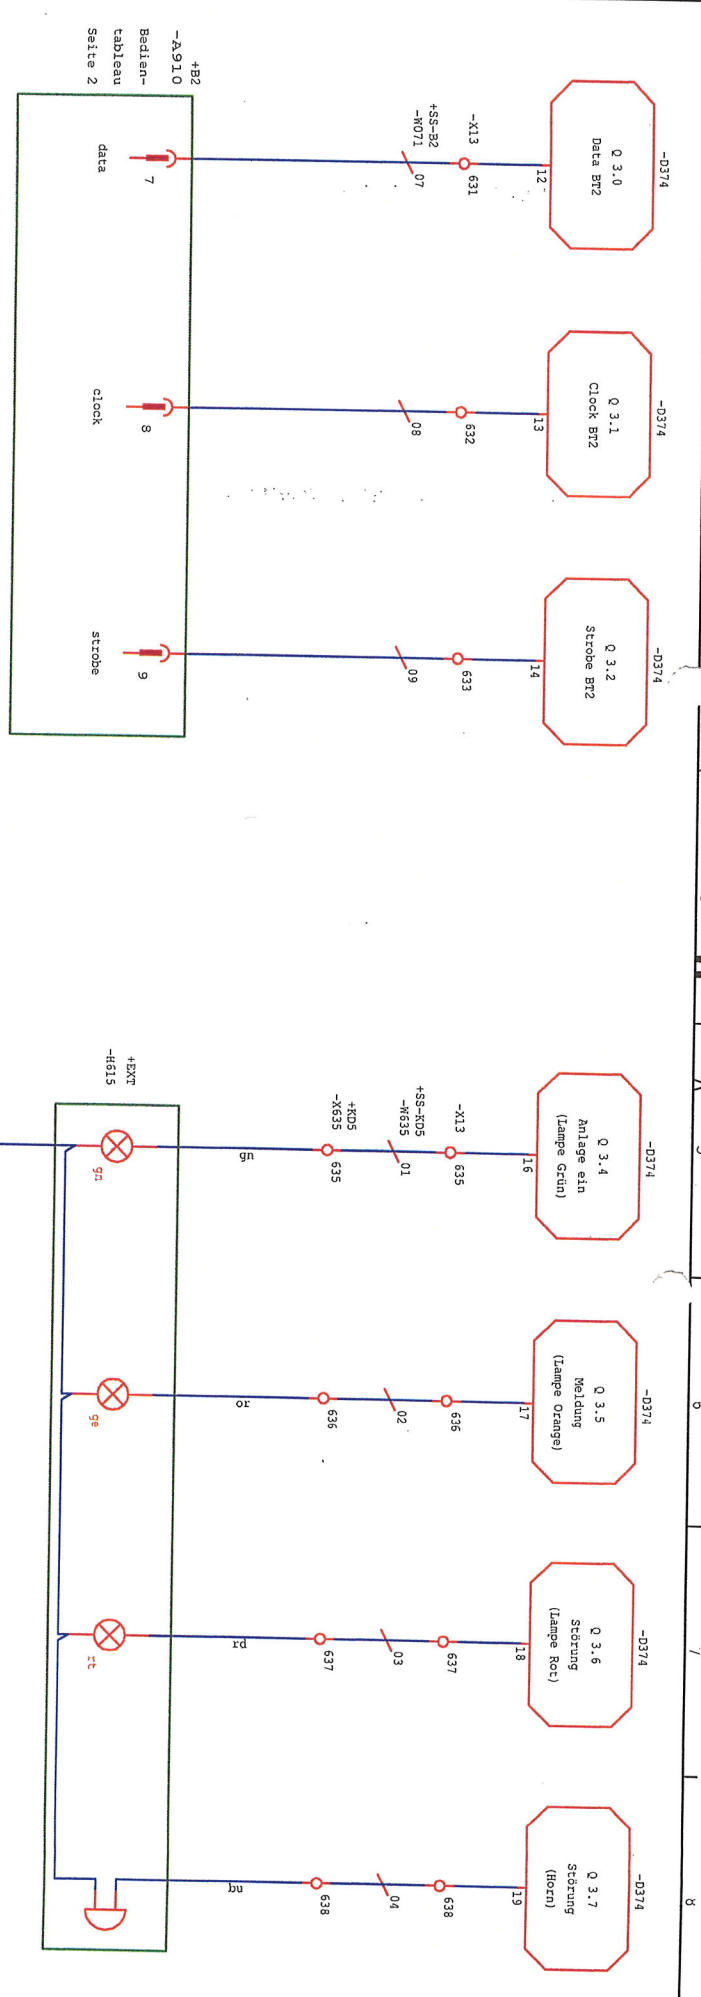 -D374
Q 3.0
Data BT2
12
-X13
631
+SS-B2
-W071
07
+B2
-A910
Bedien-
tableau
Seite 2
7
data
-D374
Q 3.1
Clock BT2
13
632
08
8
clock
-D374
Q 3.2
Strobe BT2
14
633
09
9
strobe
-D374
Q 3.4
Anlage ein
(Lampe Grün)
16
-X13
635
+SS-KD5
-W635
01
+KD5
-X635
635
gn
+EXT
-H615
gn
-D374
Q 3.5
Meldung
(Lampe Orange)
17
636
02
636
or
ge
6
-D374
Q 3.6
Störung
(Lampe Rot)
18
637
03
637
rd
rt
7
-D374
Q 3.7
Störung
(Horn)
19
638
04
638
bu
8